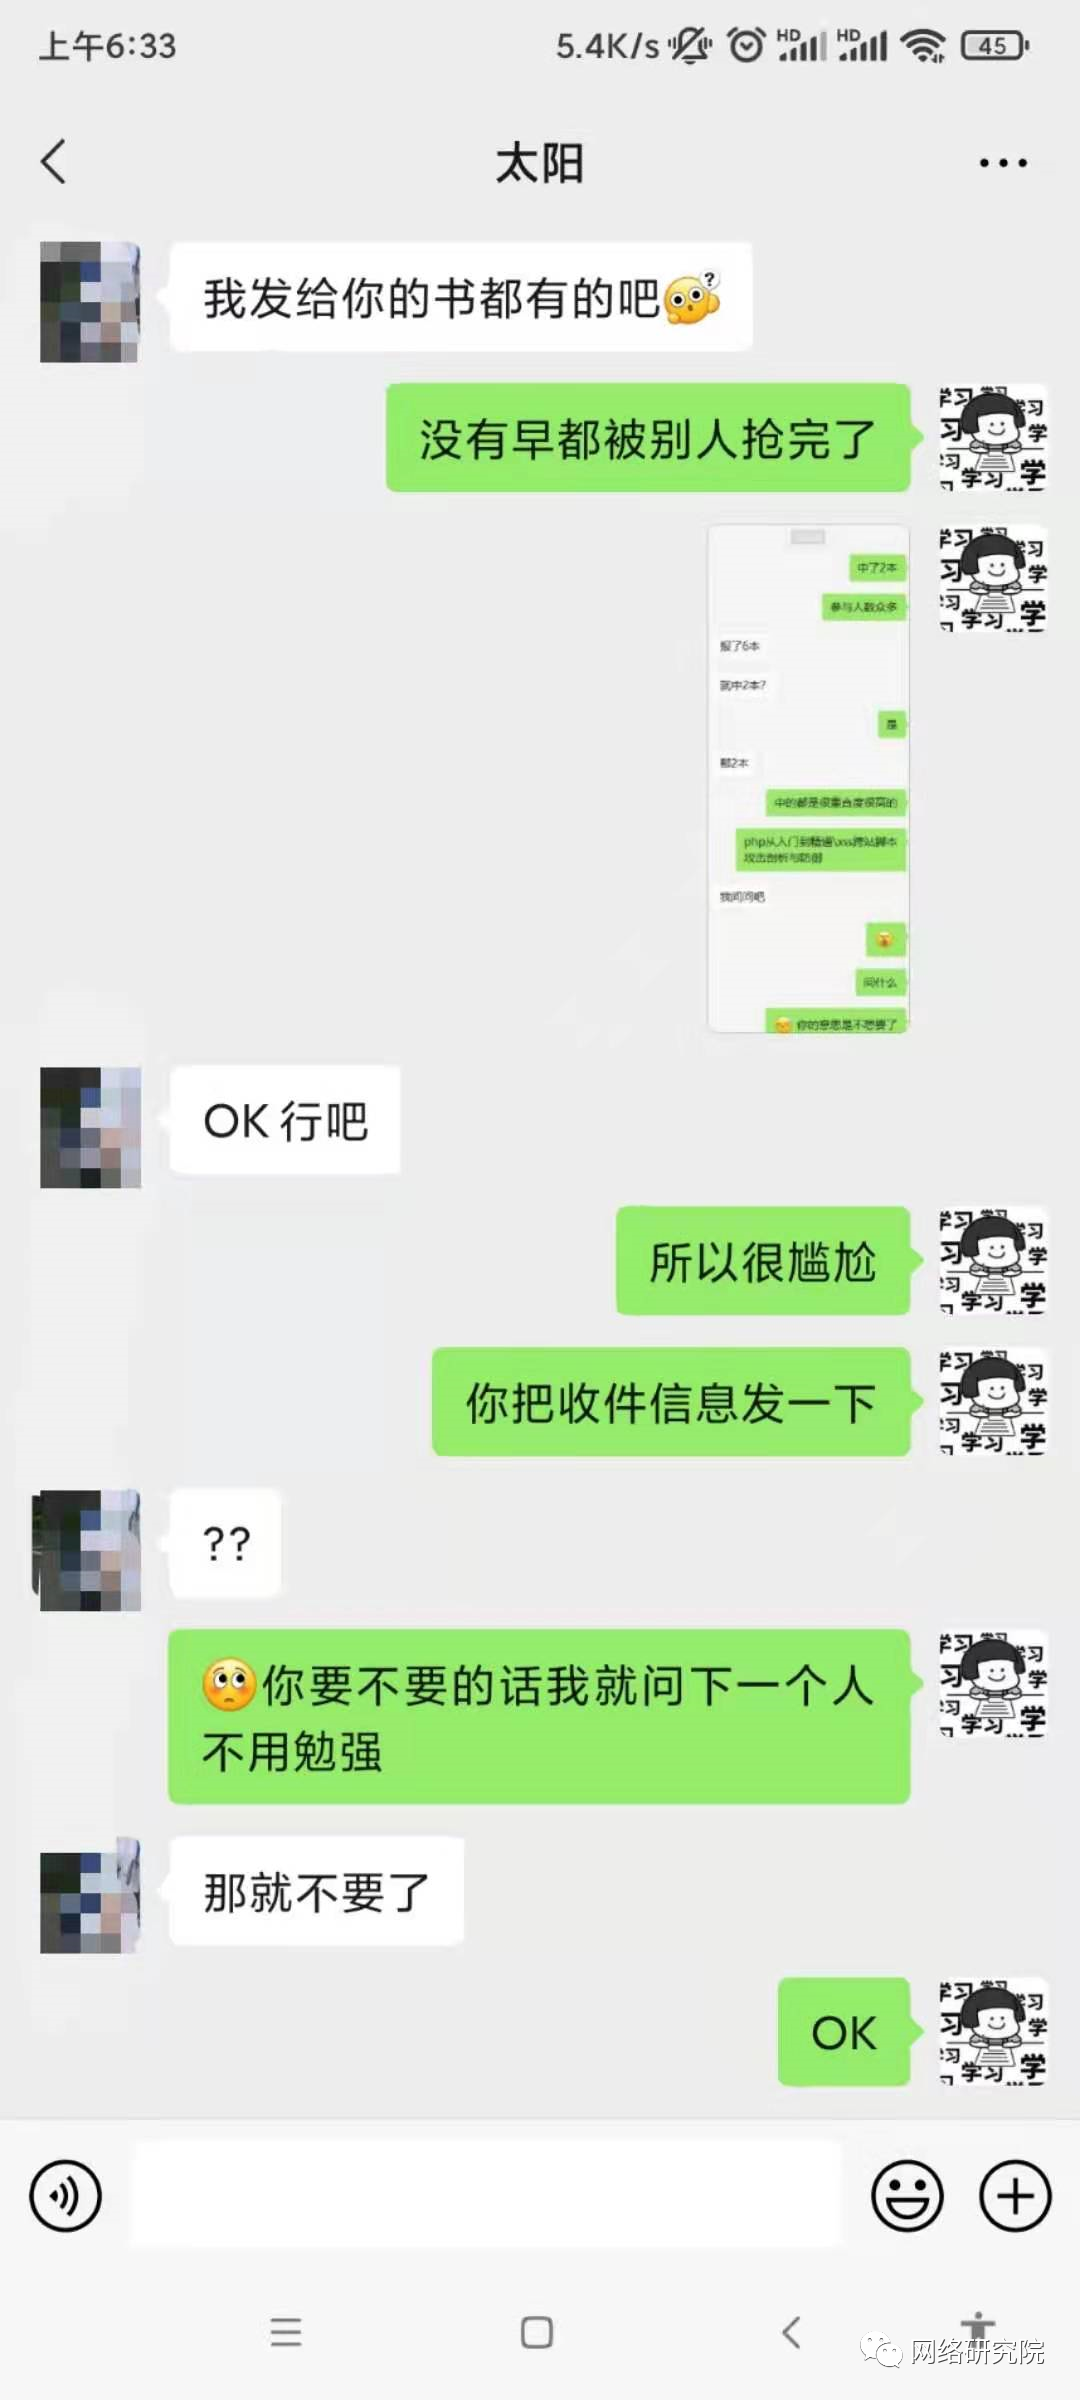 上午6:33
5.4K/s
HD
HD
45
太阳
我发给你的书都有的吧
没有早都被别人抢完了
中了2本
参与人数众多
报了6本
就中2本?
是
那2本
中的都是很重合度很高的
php从入门到精通\xss跨站脚本
攻击剖析与防御
我问问吧
问什么
你的意思是不想要了
OK 行吧
所以很尴尬
你把收件信息发一下
??
你要不要的话我就问下一个人
不用勉强
那就不要了
OK
网络研究院